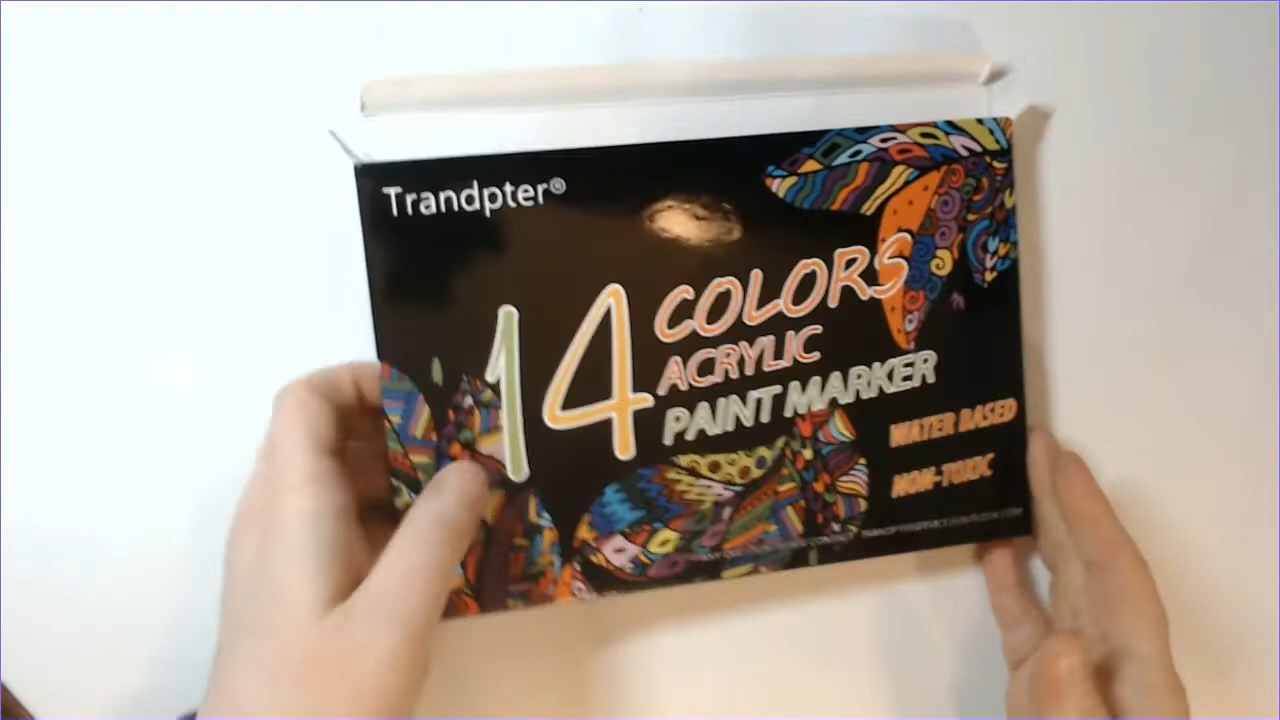 Trandpter®
14 COLORS
ACRYLIC
PAINT MARKER
WATER BASED
NON-TOXIC